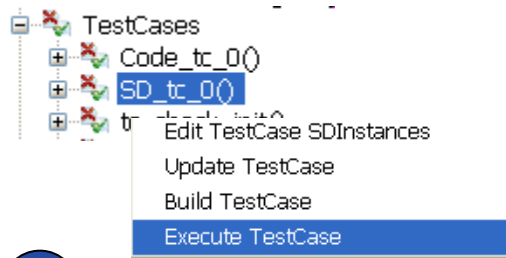 TestCases
Code_tc_0()
SD_tc_0()
Edit TestCase SDInstances
Update TestCase
Build TestCase
Execute TestCase